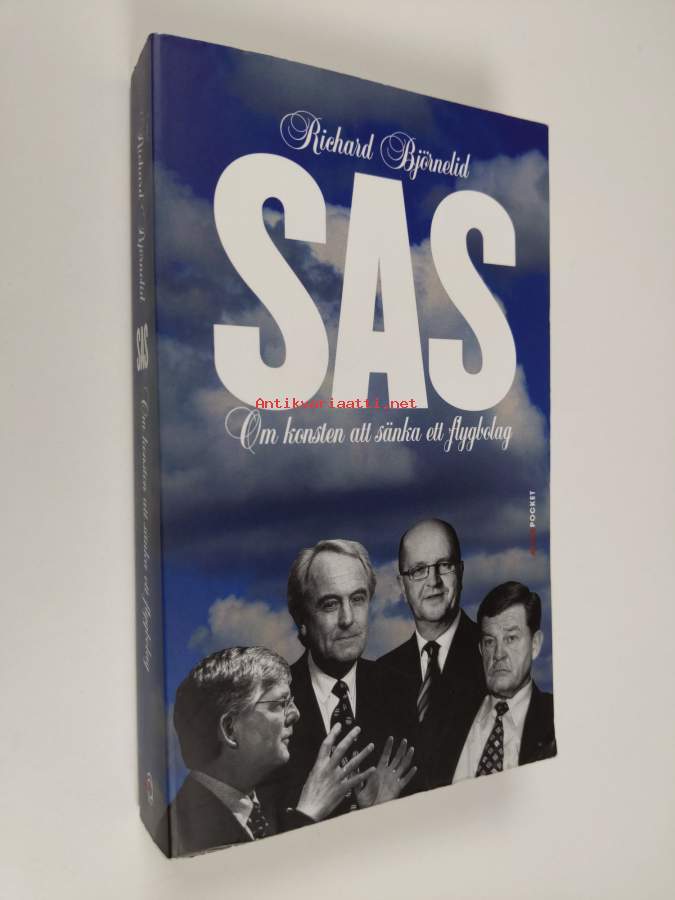 Richard Björnelid
SAS
Antikvariaatti.net
Om konsten att sänka ett flygbolag
POCKET
Richard Björnelid SAS Om konsten att sänka ett flygbolag